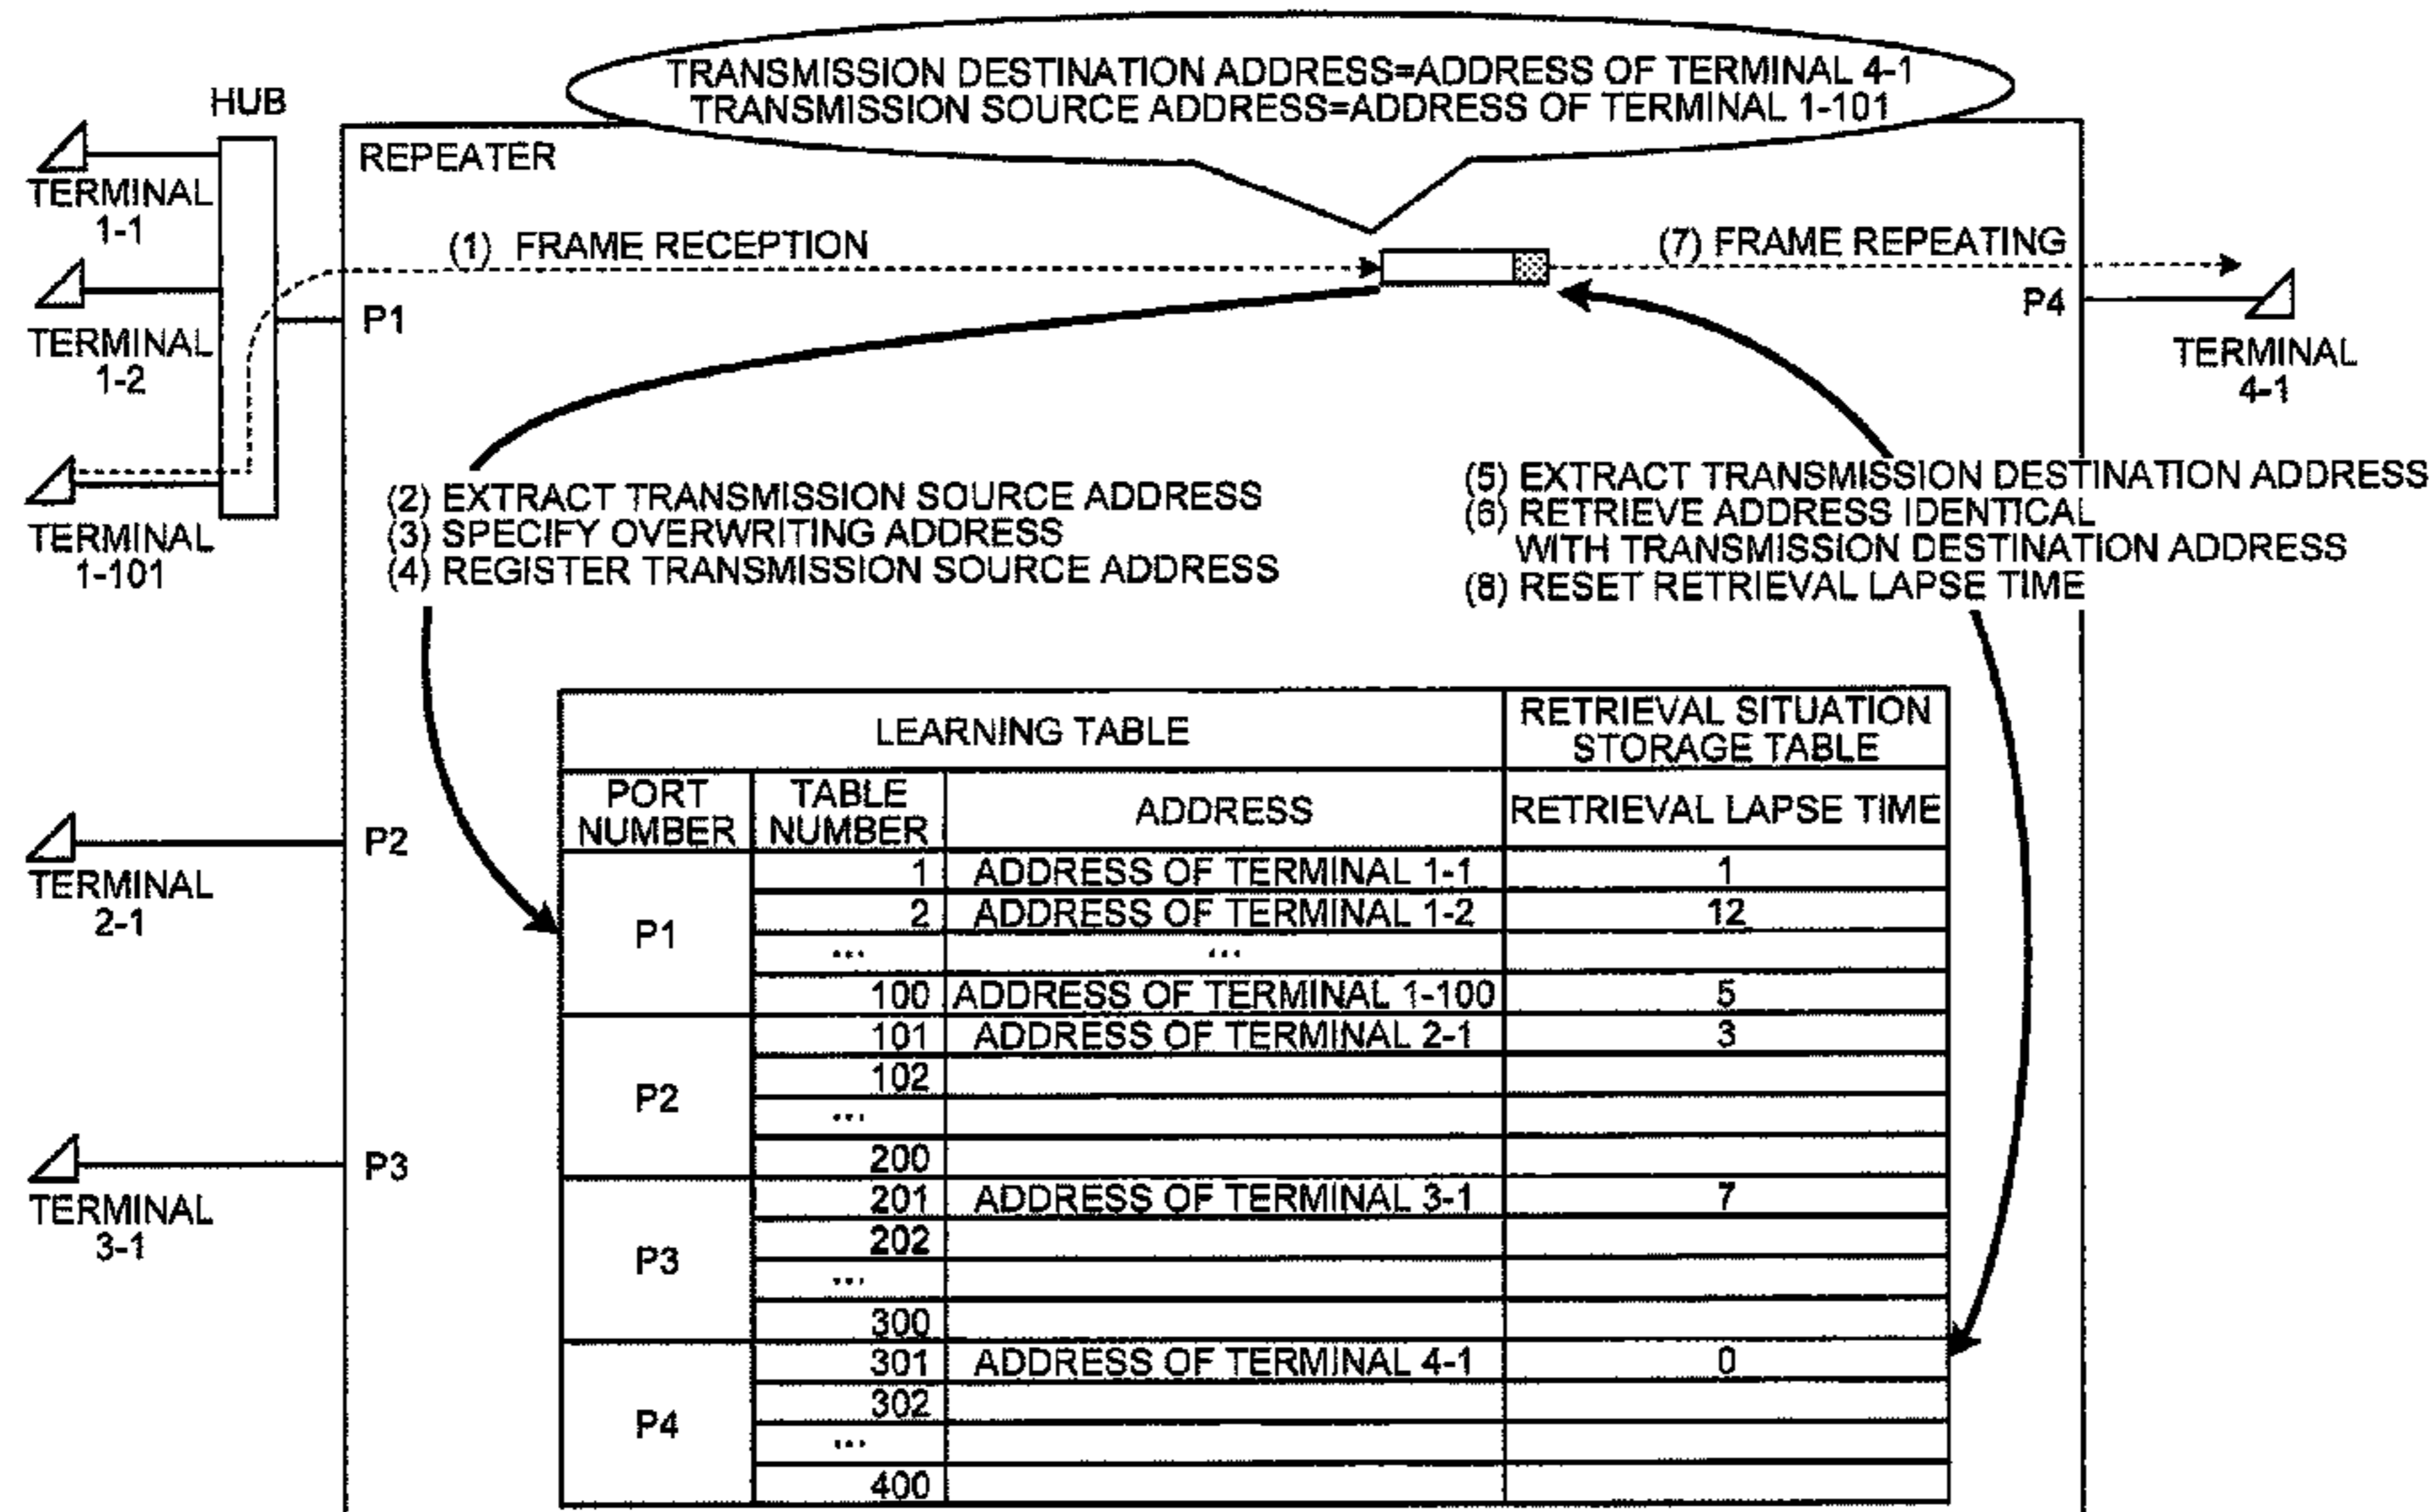 TRANSMISSION DESTINATION ADDRESS=ADDRESS OF TERMINAL 4-1
TRANSMISSION SOURCE ADDRESS=ADDRESS OF TERMINAL 1-101
HUB
REPEATER
TERMINAL
1-1
(1) FRAME RECEPTION
(7) FRAME REPEATING
P1
P4
TERMINAL
1-2
TERMINAL
4-1
TERMINAL
1-101
(2) EXTRACT TRANSMISSION SOURCE ADDRESS
(3) SPECIFY OVERWRITING ADDRESS
(4) REGISTER TRANSMISSION SOURCE ADDRESS
(5) EXTRACT TRANSMISSION DESTINATION ADDRESS
(6) RETRIEVE ADDRESS IDENTICAL
WITH TRANSMISSION DESTINATION ADDRESS
(8) RESET RETRIEVAL LAPSE TIME
P2
TERMINAL
2-1
P3
TERMINAL
3-1
LEARNING TABLE
RETRIEVAL SITUATION
STORAGE TABLE
PORT
NUMBER
TABLE
NUMBER
ADDRESS
RETRIEVAL LAPSE TIME
P1
1 ADDRESS OF TERMINAL 1-1 1
2 ADDRESS OF TERMINAL 1-2 12
... ...
100 ADDRESS OF TERMINAL 1-100 5
P2
101 ADDRESS OF TERMINAL 2-1 3
102
...
200
P3
201 ADDRESS OF TERMINAL 3-1 7
202
...
300
P4
301 ADDRESS OF TERMINAL 4-1 0
302
...
400